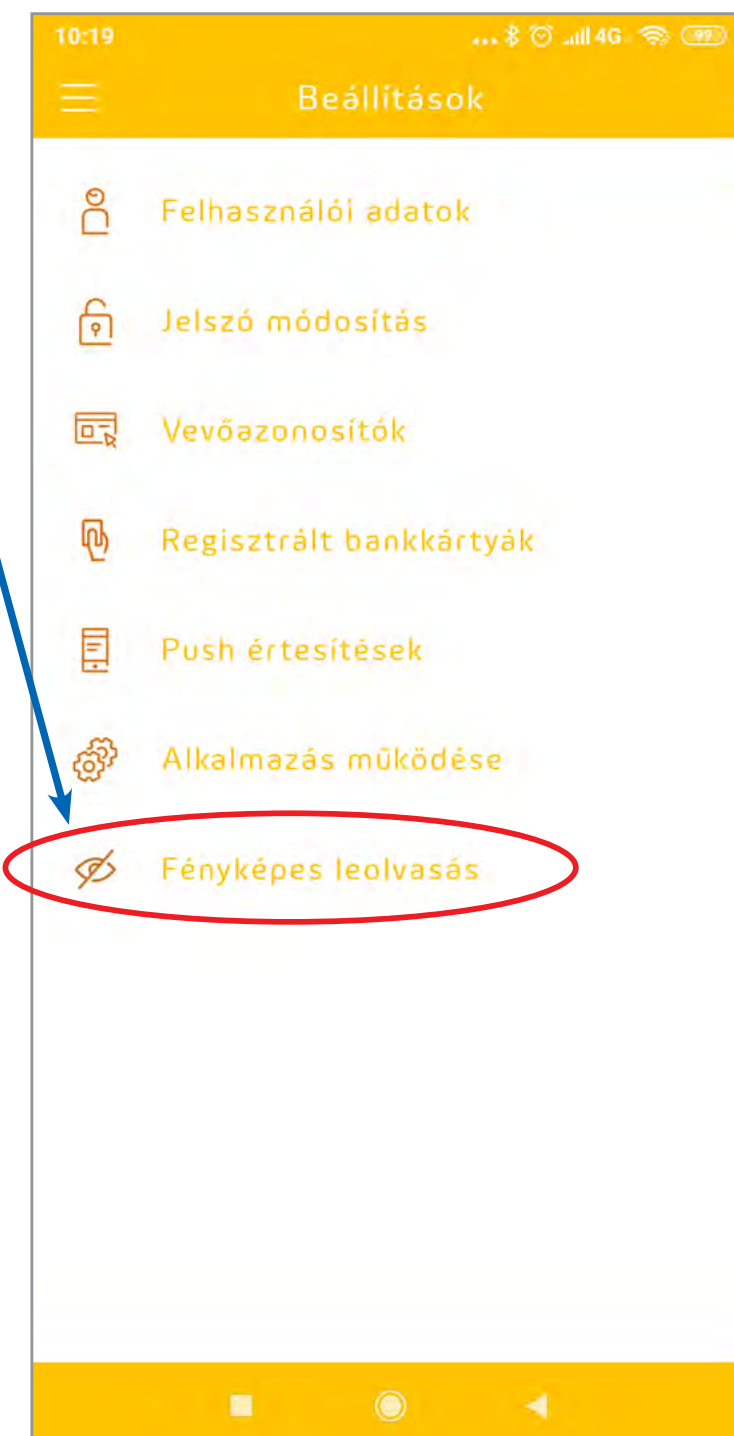 10:19
4G 99
Beállítások
Felhasználói adatok
Jelszó módosítás
Vevőazonosítók
Regisztrált bankkártyák
Push értesítések
Alkalmazás működése
Fényképes leolvasás